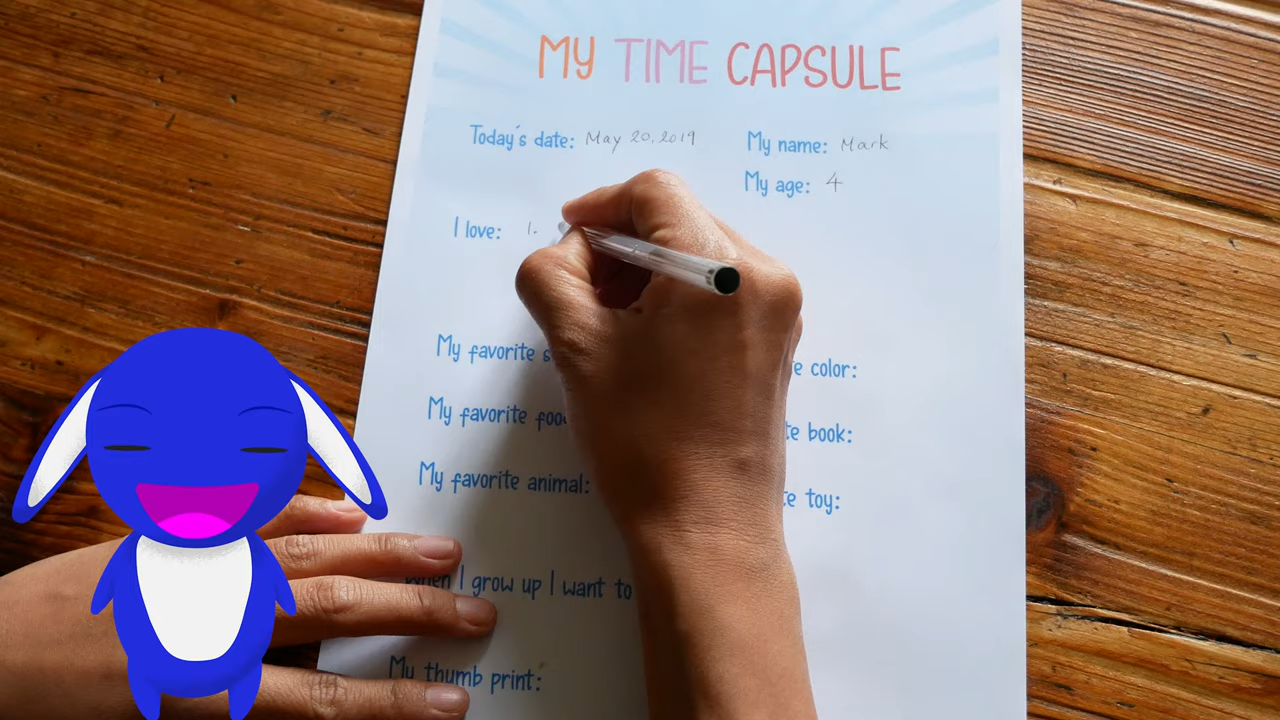 MY TIME CAPSULE
Today's date: May 20, 2019
My name: Mark
My age: 4
I love: 1.
My favorite
color:
My favorite
book:
My favorite animal:
toy:
When I grow up I want to
My thumb print: